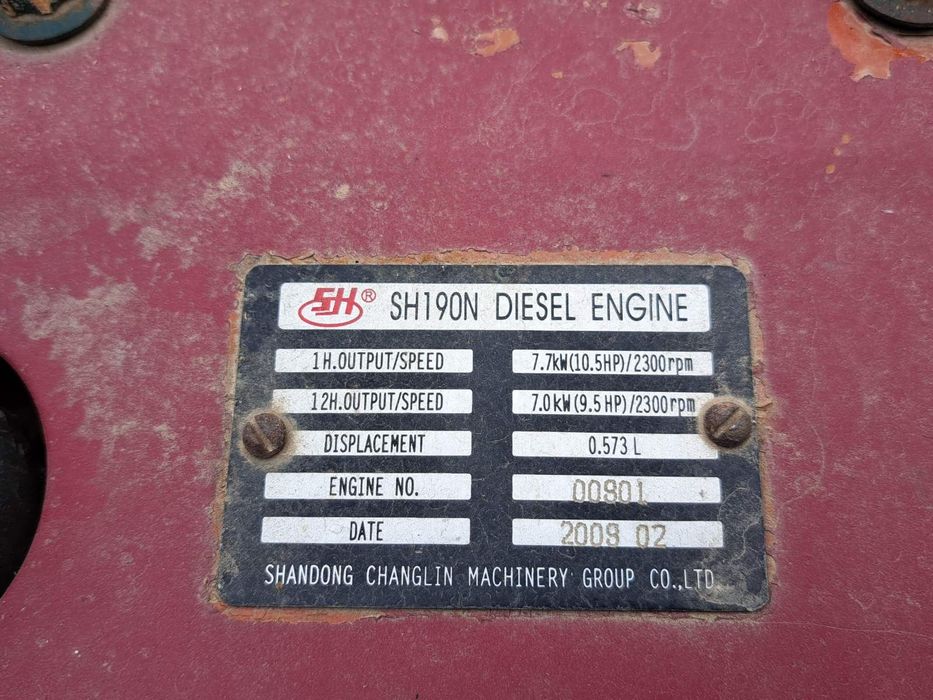 SH ® SH190N DIESEL ENGINE
1H.OUTPUT/SPEED 7.7kW(10.5HP)/2300rpm
12H.OUTPUT/SPEED 7.0kW(9.5HP)/2300rpm
DISPLACEMENT 0.573 L
ENGINE NO. 00801
DATE 2009 02
SHANDONG CHANGLIN MACHINERY GROUP CO.,LTD.